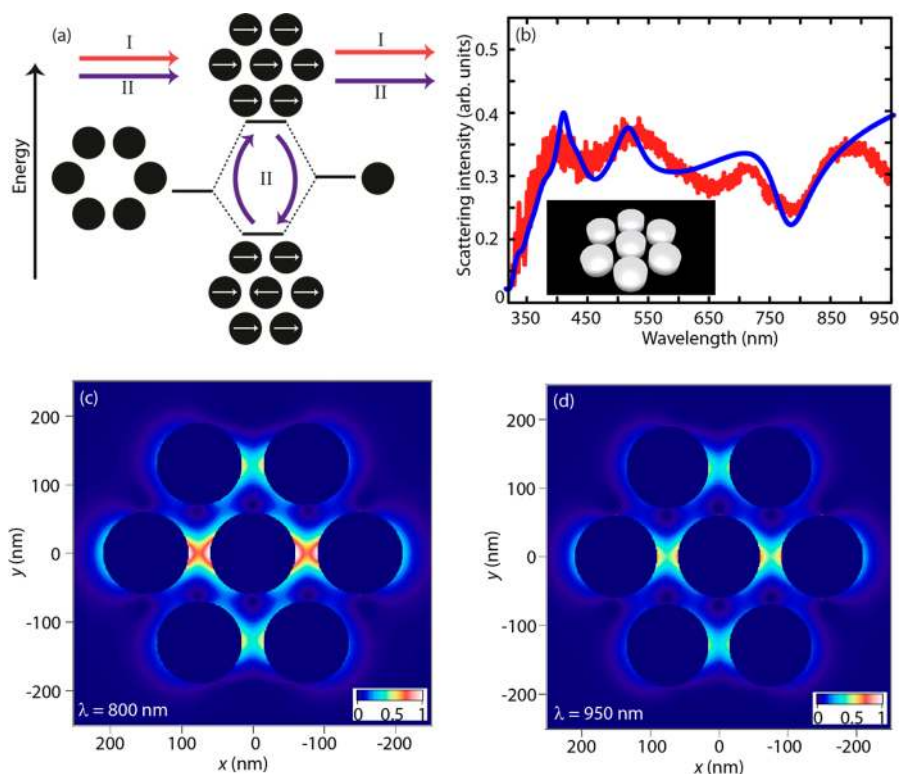 (a)
I
I
II
II
Energy
II
(b)
Scattering intensity (arb. units)
0.5
0.4
0.3
0.2
0
350 450 550 650 750 850 950
Wavelength (nm)
(c)
200
100
0
-100
-200
y (nm)
λ = 800 nm
0 0.5 1
200 100 0 -100 -200
x (nm)
(d)
200
100
0
-100
-200
y (nm)
λ = 950 nm
0 0.5 1
200 100 0 -100 -200
x (nm)